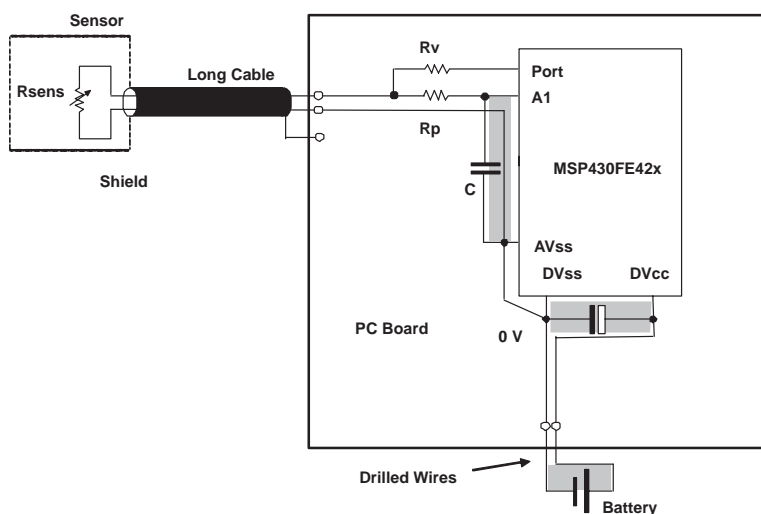 Sensor
Rsens
Long Cable
Shield
Rv
Rp
C
Port
A1
MSP430FE42x
AVss
DVss DVcc
PC Board
0 V
Drilled Wires
Battery